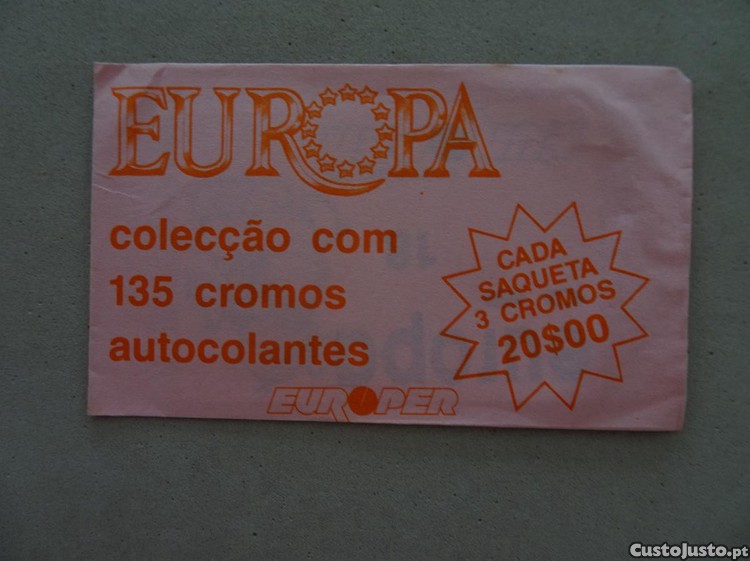 EUROPA
colecção com
135 cromos
autocolantes
CADA
SAQUETA
3 CROMOS
20$00
EUROPER
CustoJusto.pt